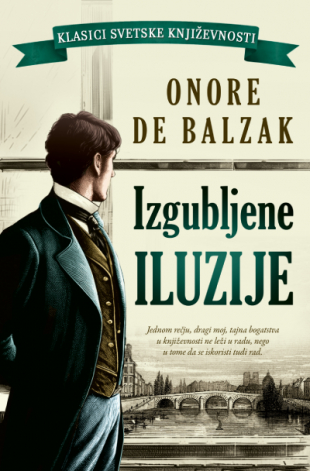 KLASICI SVETSKE KNJIŽEVNOSTI
ONORE
DE BALZAK
Izgubljene
ILUZIJE
Jednom rečju, dragi moj, tajna bogatstva
u književnosti ne leži u radu, nego
u tome da se iskoristi tuđi rad.